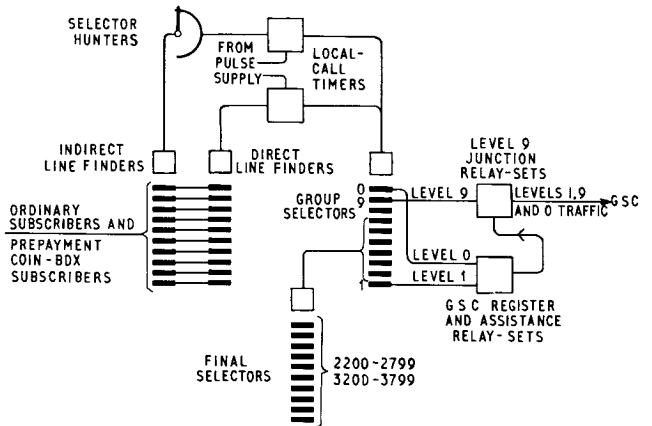 SELECTOR
HUNTERS
FROM
PULSE
SUPPLY
LOCAL-
CALL
TIMERS
INDIRECT
LINE FINDERS
DIRECT
LINE FINDERS
ORDINARY
SUBSCRIBERS AND
PREPAYMENT
COIN-BOX
SUBSCRIBERS
GROUP
SELECTORS
0
9
1
LEVEL 9
LEVEL 0
LEVEL 1
LEVEL 9
JUNCTION
RELAY-SETS
LEVELS 1,9
AND 0 TRAFFIC
GSC
GSC REGISTER
AND ASSISTANCE
RELAY-SETS
FINAL
SELECTORS
2200-2799
3200-3799